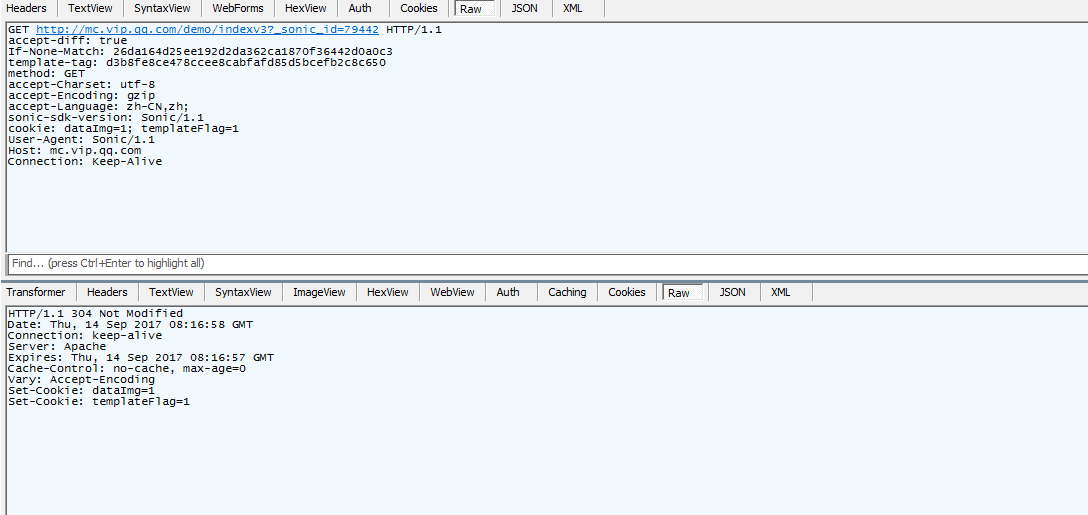 Headers TextView SyntaxView WebForms HexView Auth Cookies Raw JSON XML
GET http://mc.vip.qq.com/demo/indexv3?_sonic_id=79442 HTTP/1.1
accept-diff: true
If-None-Match: 26da164d25ee192d2da362ca1870f36442d0a0c3
template-tag: d3b8fe8ce478ccee8cabfafd85d5bcefb2c8c650
method: GET
accept-Charset: utf-8
accept-Encoding: gzip
accept-Language: zh-CN,zh;
sonic-sdk-version: Sonic/1.1
cookie: dataImg=1; templateFlag=1
User-Agent: Sonic/1.1
Host: mc.vip.qq.com
Connection: Keep-Alive
Find... (press Ctrl+Enter to highlight all)
Transformer Headers TextView SyntaxView ImageView HexView WebView Auth Caching Cookies Raw JSON XML
HTTP/1.1 304 Not Modified
Date: Thu, 14 Sep 2017 08:16:58 GMT
Connection: keep-alive
Server: Apache
Expires: Thu, 14 Sep 2017 08:16:57 GMT
Cache-Control: no-cache, max-age=0
Vary: Accept-Encoding
Set-Cookie: dataImg=1
Set-Cookie: templateFlag=1